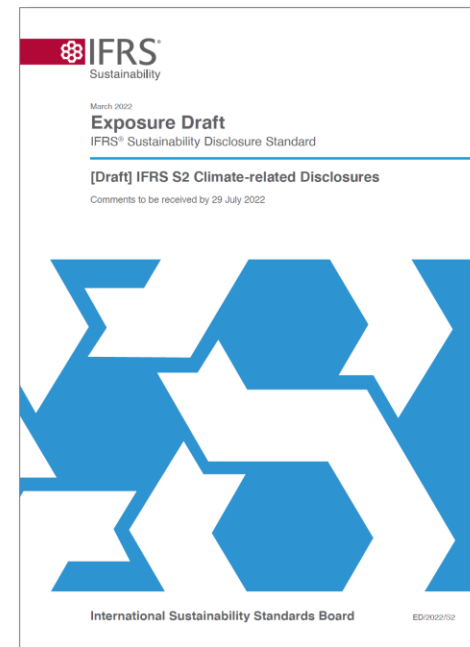 IFRS®
Sustainability
March 2022
Exposure Draft
IFRS® Sustainability Disclosure Standard
[Draft] IFRS S2 Climate-related Disclosures
Comments to be received by 29 July 2022
International Sustainability Standards Board
ED/2022/S2